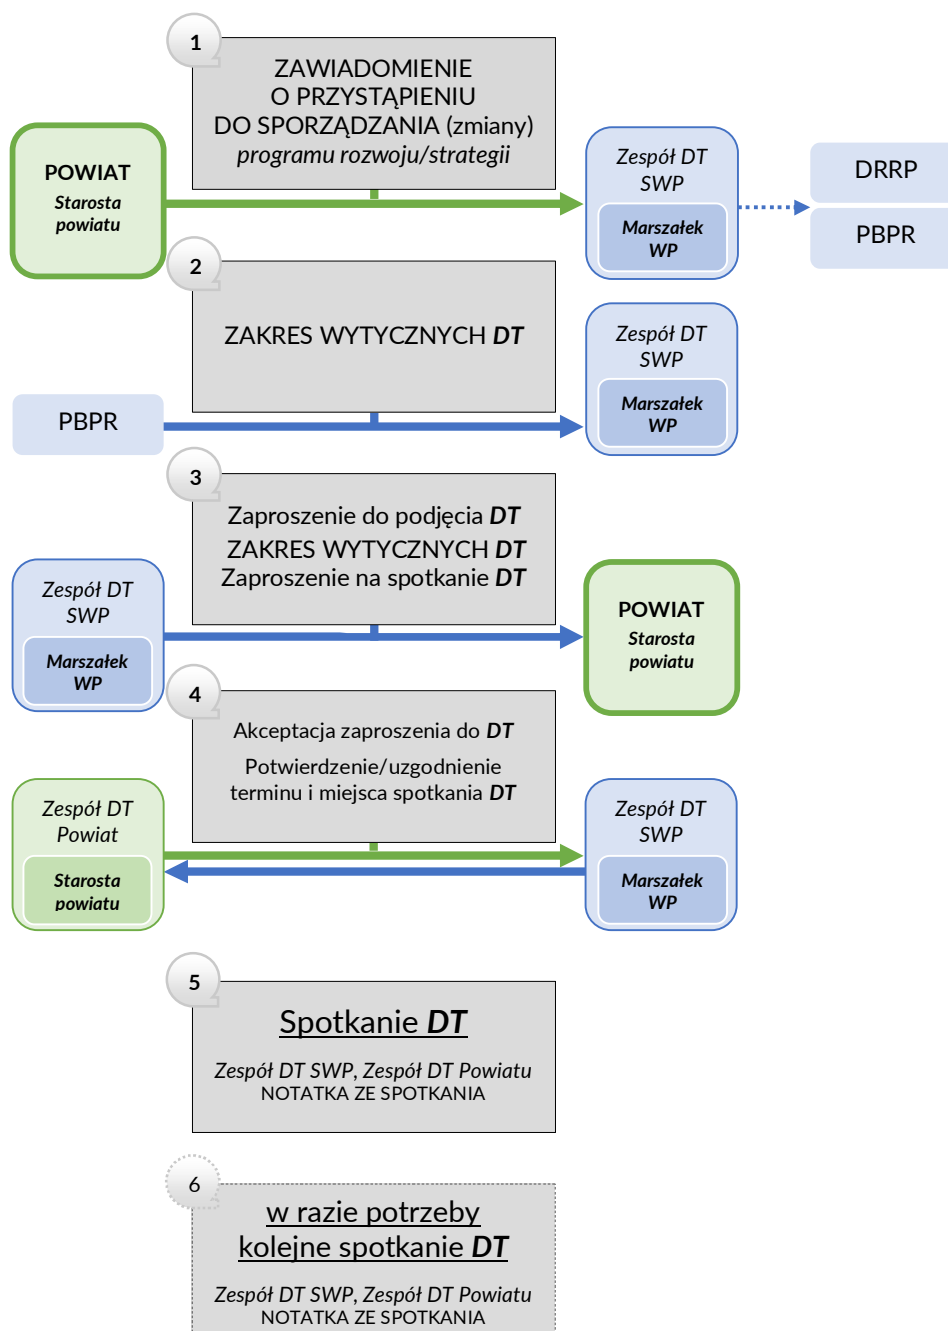 1
ZAWIADOMIENIE
O PRZYSTĄPIENIU
DO SPORZĄDZANIA (zmiany)
programu rozwoju/strategii
POWIAT
Starosta
powiatu
Zespół DT
SWP
Marszałek
WP
DRRP
PBPR
2
ZAKRES WYTYCZNYCH DT
PBPR
Zespół DT
SWP
Marszałek
WP
3
Zaproszenie do podjęcia DT
ZAKRES WYTYCZNYCH DT
Zaproszenie na spotkanie DT
Zespół DT
SWP
Marszałek
WP
POWIAT
Starosta
powiatu
4
Akceptacja zaproszenia do DT
Potwierdzenie/uzgodnienie
terminu i miejsca spotkania DT
Zespół DT
Powiat
Starosta
powiatu
Zespół DT
SWP
Marszałek
WP
5
Spotkanie DT
Zespół DT SWP, Zespół DT Powiatu
NOTATKA ZE SPOTKANIA
6
w razie potrzeby
kolejne spotkanie DT
Zespół DT SWP, Zespół DT Powiatu
NOTATKA ZE SPOTKANIA